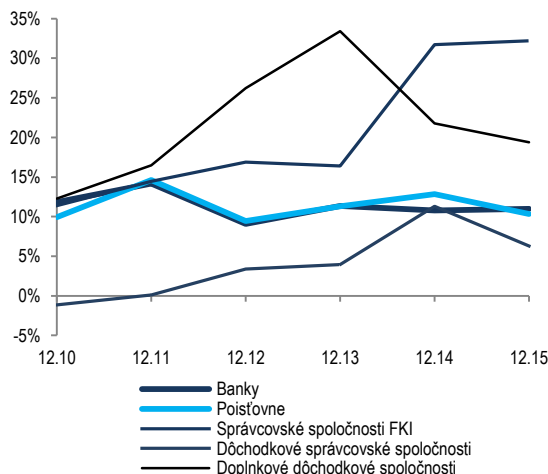 35%
30%
25%
20%
15%
10%
5%
0%
-5%
12.10 12.11 12.12 12.13 12.14 12.15
Banky
Poisťovne
Správcovské spoločnosti FKI
Dôchodkové správcovské spoločnosti
Doplnkové dôchodkové spoločnosti